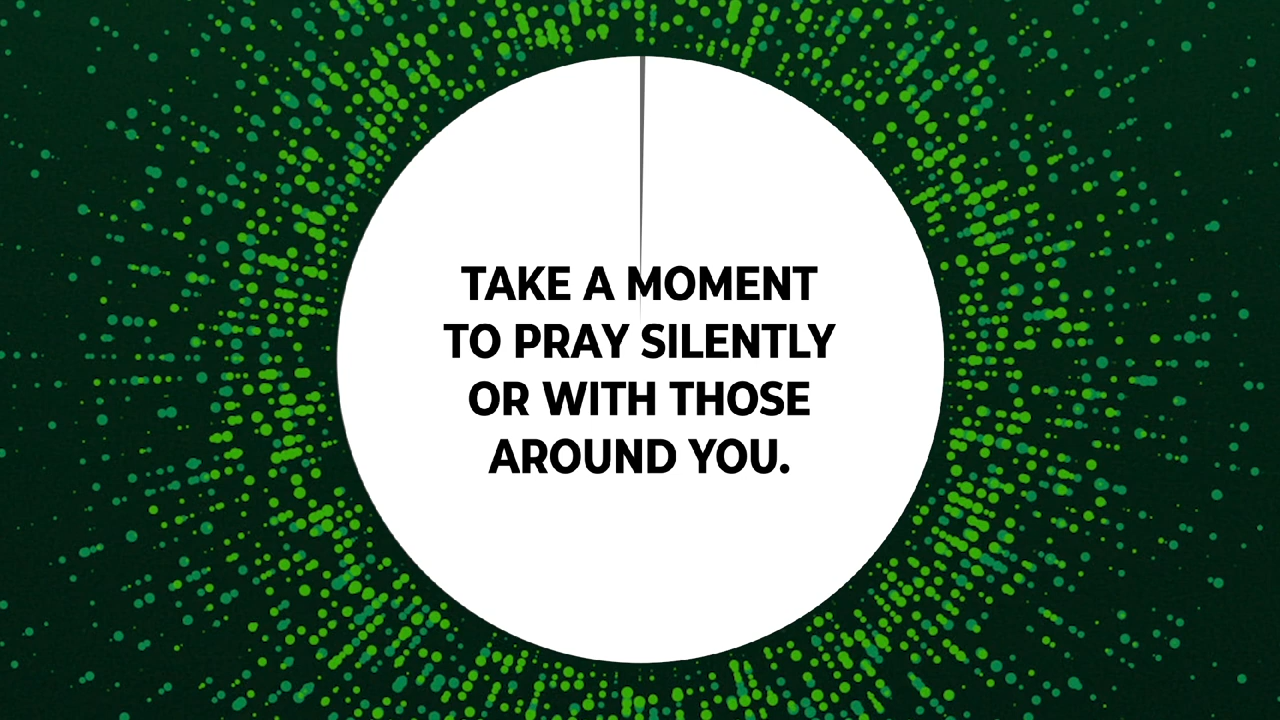 TAKE A MOMENT
TO PRAY SILENTLY
OR WITH THOSE
AROUND YOU.